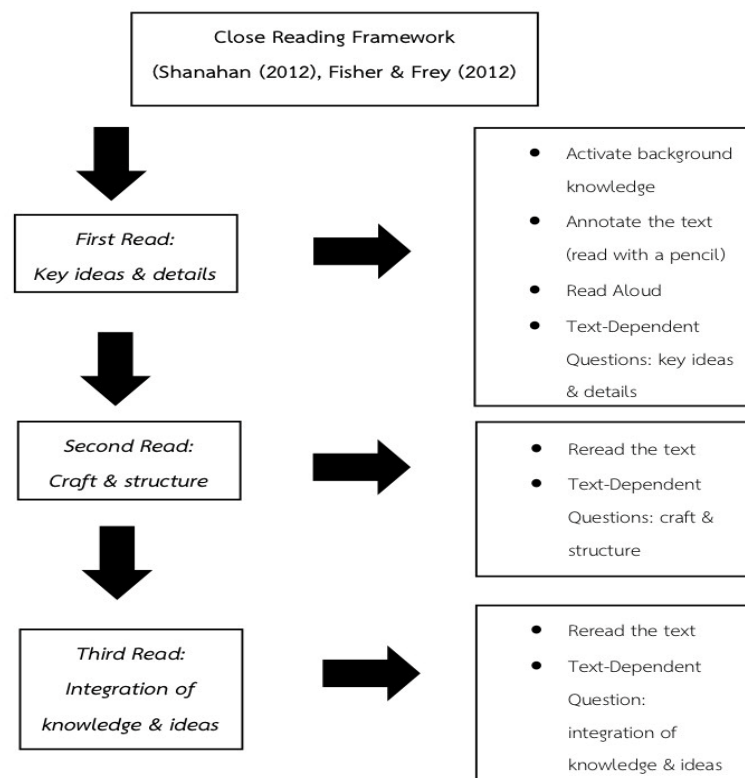 Close Reading Framework
(Shanahan (2012), Fisher & Frey (2012)
First Read:
Key ideas & details
● Activate background
knowledge
● Annotate the text
(read with a pencil)
● Read Aloud
● Text-Dependent
Questions: key ideas
& details
Second Read:
Craft & structure
● Reread the text
● Text-Dependent
Questions: craft &
structure
Third Read:
Integration of
knowledge & ideas
● Reread the text
● Text-Dependent
Question:
integration of
knowledge & ideas